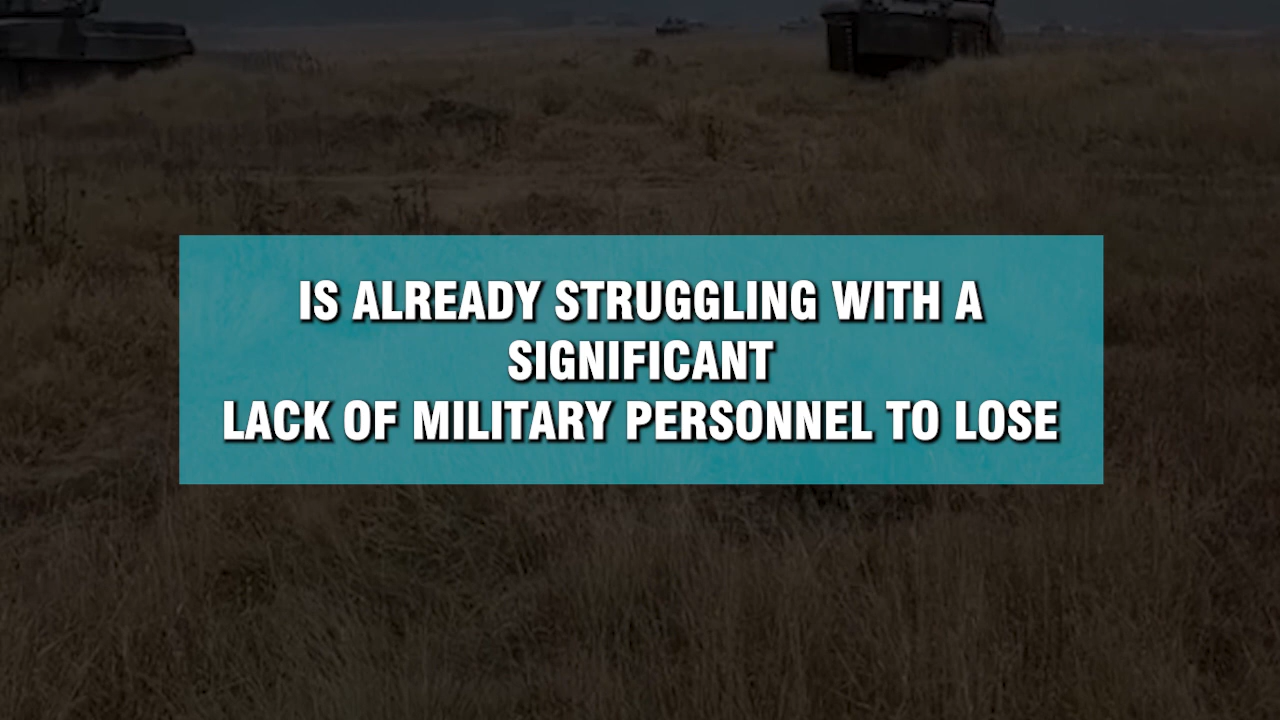 IS ALREADY STRUGGLING WITH A
SIGNIFICANT
LACK OF MILITARY PERSONNEL TO LOSE